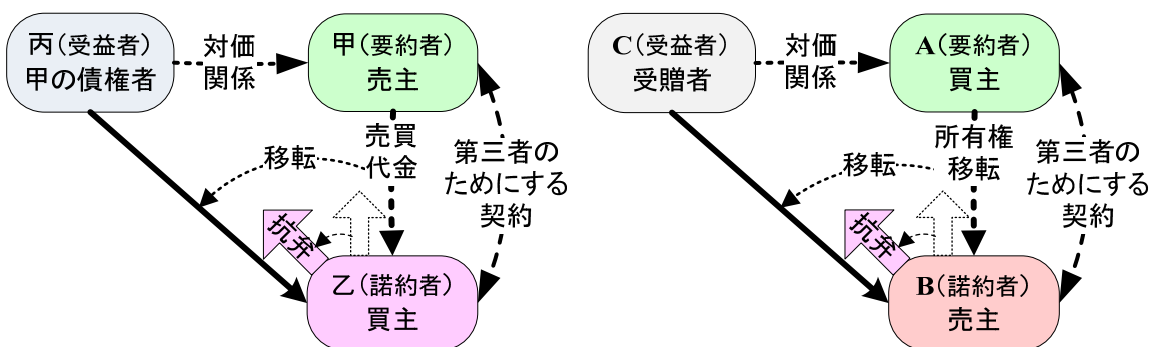 丙（受益者）
甲の債権者
対価
関係
甲（要約者）
売主
売買
代金
移転
第三者の
ためにする
契約
抗弁
乙（諾約者）
買主
C（受益者）
受贈者
対価
関係
A（要約者）
買主
所有権
移転
移転
第三者の
ためにする
契約
抗弁
B（諾約者）
売主